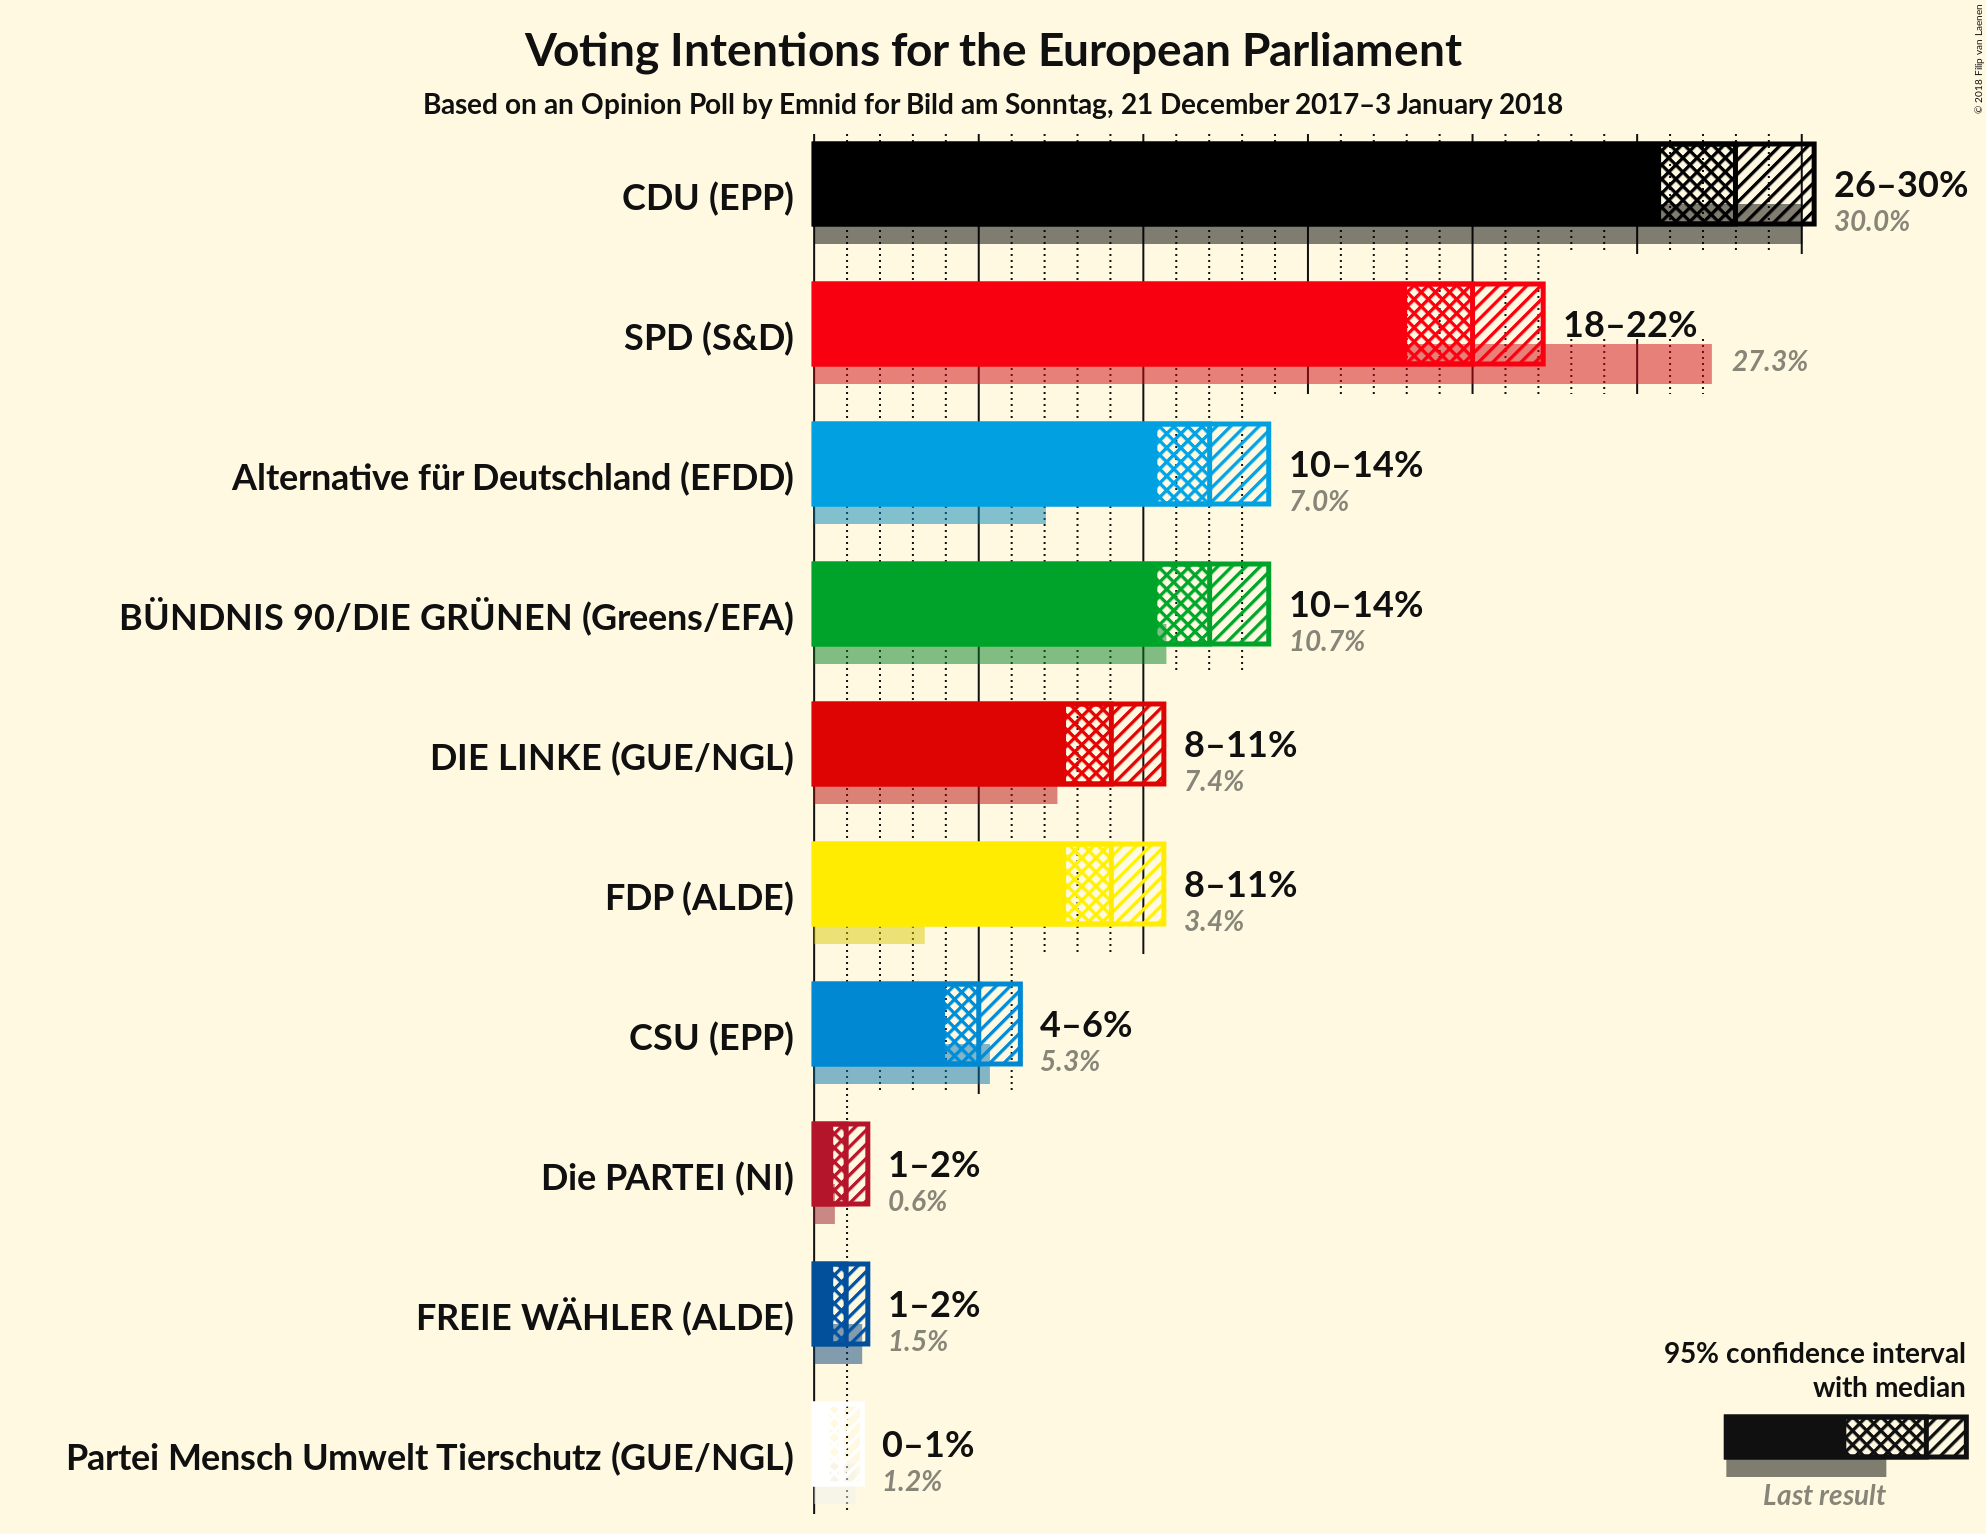 Voting Intentions for the European Parliament
Based on an Opinion Poll by Emnid for Bild am Sonntag, 21 December 2017–3 January 2018
© 2018 Filip van Laenen
CDU (EPP)
26–30%
30.0%
SPD (S&D)
18–22%
27.3%
Alternative für Deutschland (EFDD)
10–14%
7.0%
BÜNDNIS 90/DIE GRÜNEN (Greens/EFA)
10–14%
10.7%
DIE LINKE (GUE/NGL)
8–11%
7.4%
FDP (ALDE)
8–11%
3.4%
CSU (EPP)
4–6%
5.3%
Die PARTEI (NI)
1–2%
0.6%
FREIE WÄHLER (ALDE)
1–2%
1.5%
Partei Mensch Umwelt Tierschutz (GUE/NGL)
0–1%
1.2%
95% confidence interval
with median
Last result